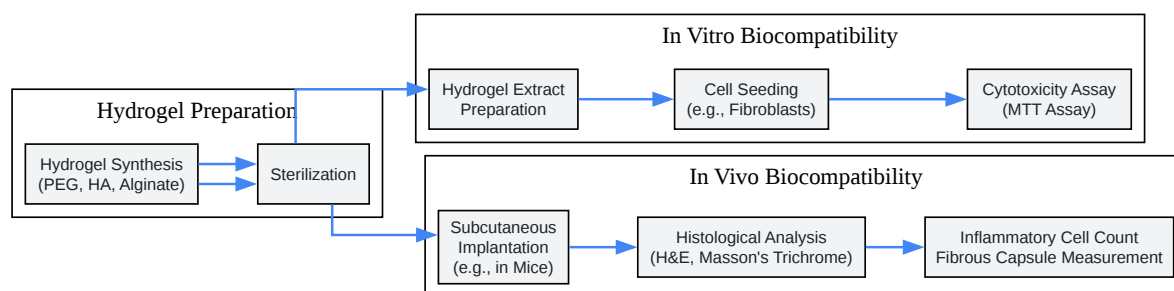 Hydrogel Preparation
Hydrogel Synthesis
(PEG, HA, Alginate)
Sterilization
In Vitro Biocompatibility
Hydrogel Extract
Preparation
Cell Seeding
(e.g., Fibroblasts)
Cytotoxicity Assay
(MTT Assay)
In Vivo Biocompatibility
Subcutaneous
Implantation
(e.g., in Mice)
Histological Analysis
(H&E, Masson's Trichrome)
Inflammatory Cell Count
Fibrous Capsule Measurement